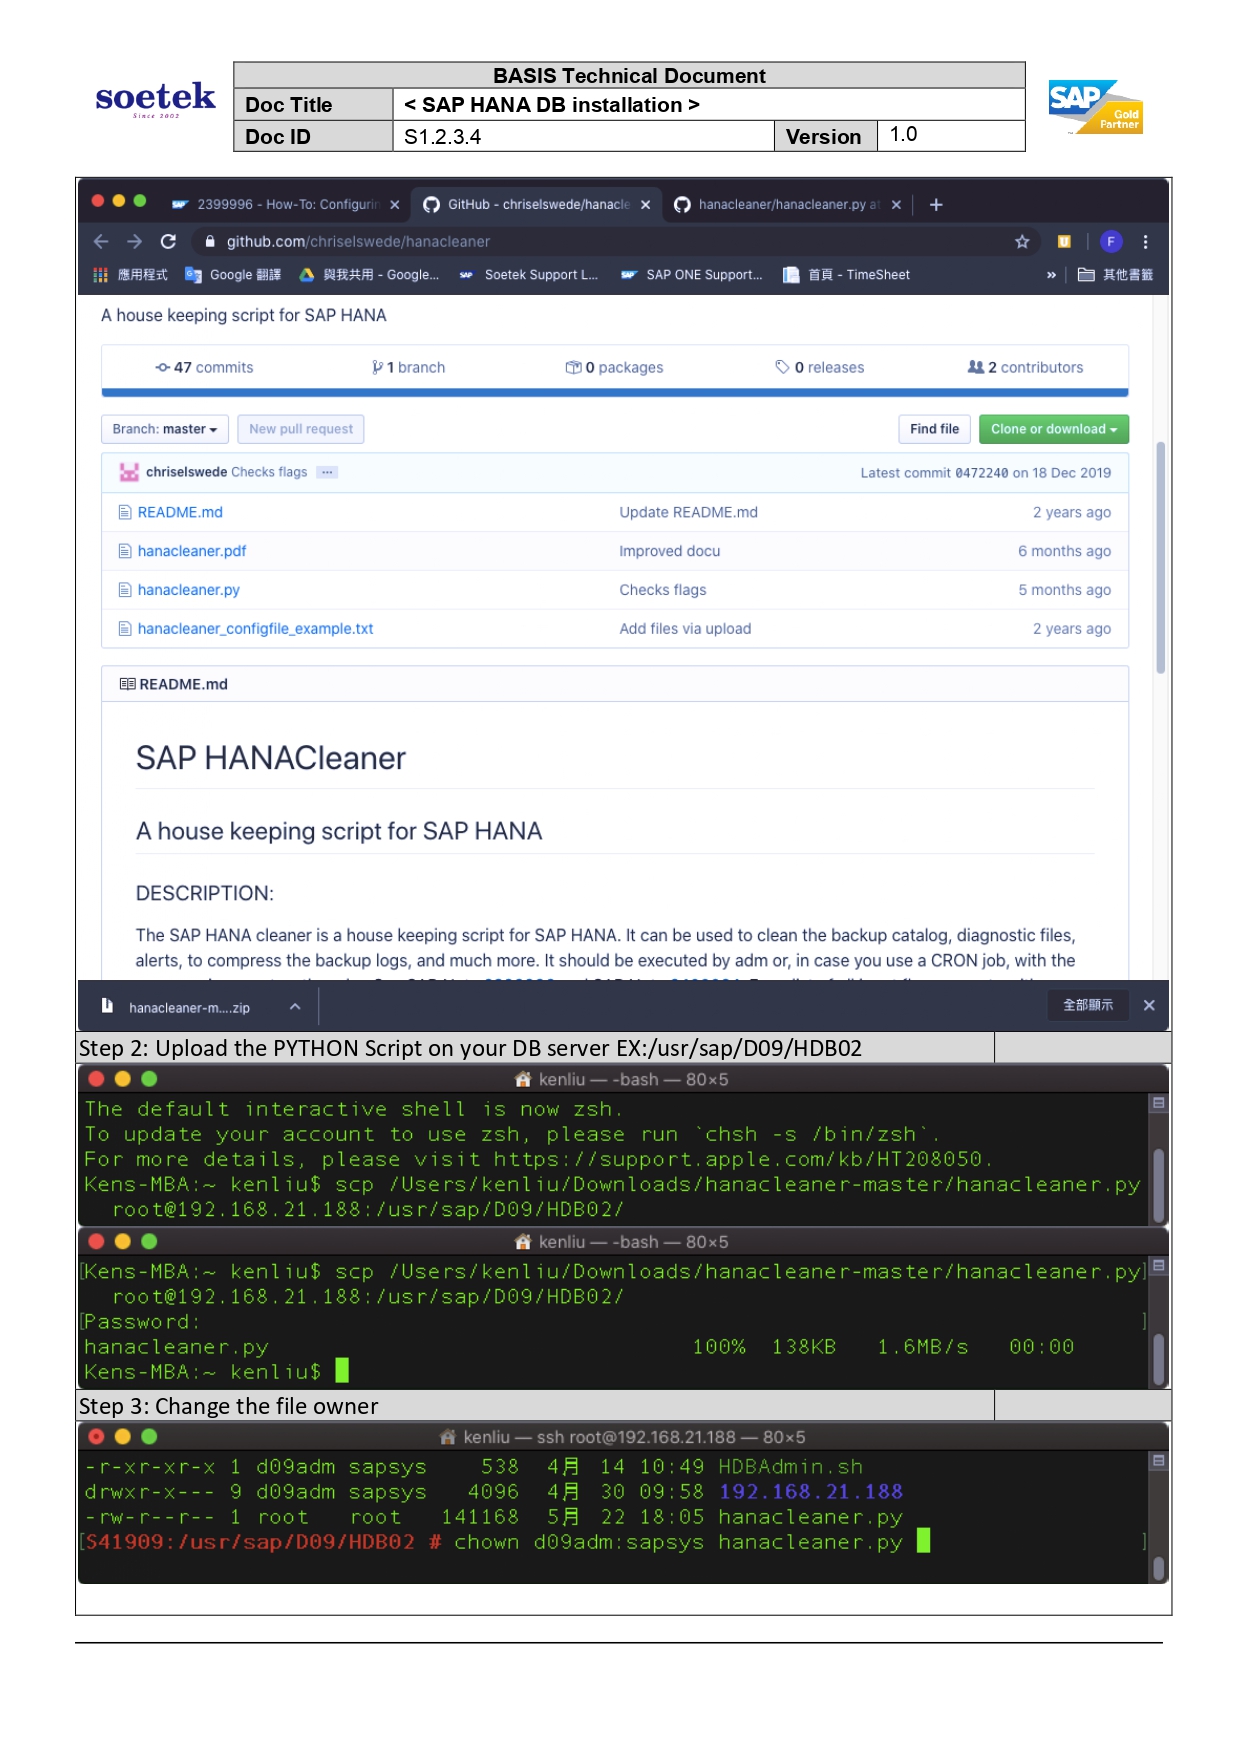 soetek
Since 2002
BASIS Technical Document
Doc Title < SAP HANA DB installation >
Doc ID S1.2.3.4 Version 1.0
SAP Gold Partner
2399996 - How-To: Configurin
GitHub - chriselswede/hanacle
hanacleaner/hanacleaner.py at
github.com/chriselswede/hanacleaner
F
應用程式 Google 翻譯 與我共用 - Google... Soetek Support L... SAP ONE Support... 首頁 - TimeSheet » 其他書籤
A house keeping script for SAP HANA
47 commits 1 branch 0 packages 0 releases 2 contributors
Branch: master New pull request Find file Clone or download
chriselswede Checks flags ... Latest commit 0472240 on 18 Dec 2019
README.md Update README.md 2 years ago
hanacleaner.pdf Improved docu 6 months ago
hanacleaner.py Checks flags 5 months ago
hanacleaner_configfile_example.txt Add files via upload 2 years ago
README.md
SAP HANACleaner
A house keeping script for SAP HANA
DESCRIPTION:
The SAP HANA cleaner is a house keeping script for SAP HANA. It can be used to clean the backup catalog, diagnostic files,
alerts, to compress the backup logs, and much more. It should be executed by adm or, in case you use a CRON job, with the
hanacleaner-m....zip 全部顯示
Step 2: Upload the PYTHON Script on your DB server EX:/usr/sap/D09/HDB02
kenliu — -bash — 80×5
The default interactive shell is now zsh.
To update your account to use zsh, please run `chsh -s /bin/zsh`.
For more details, please visit https://support.apple.com/kb/HT208050.
Kens-MBA:~ kenliu$ scp /Users/kenliu/Downloads/hanacleaner-master/hanacleaner.py
root@192.168.21.188:/usr/sap/D09/HDB02/
kenliu — -bash — 80×5
[Kens-MBA:~ kenliu$ scp /Users/kenliu/Downloads/hanacleaner-master/hanacleaner.py]
root@192.168.21.188:/usr/sap/D09/HDB02/
[Password: ]
hanacleaner.py 100% 138KB 1.6MB/s 00:00
Kens-MBA:~ kenliu$
Step 3: Change the file owner
kenliu — ssh root@192.168.21.188 — 80×5
-r-xr-xr-x 1 d09adm sapsys 538 4月 14 10:49 HDBAdmin.sh
drwxr-x--- 9 d09adm sapsys 4096 4月 30 09:58 192.168.21.188
-rw-r--r-- 1 root root 141168 5月 22 18:05 hanacleaner.py
[S41909:/usr/sap/D09/HDB02 # chown d09adm:sapsys hanacleaner.py ]